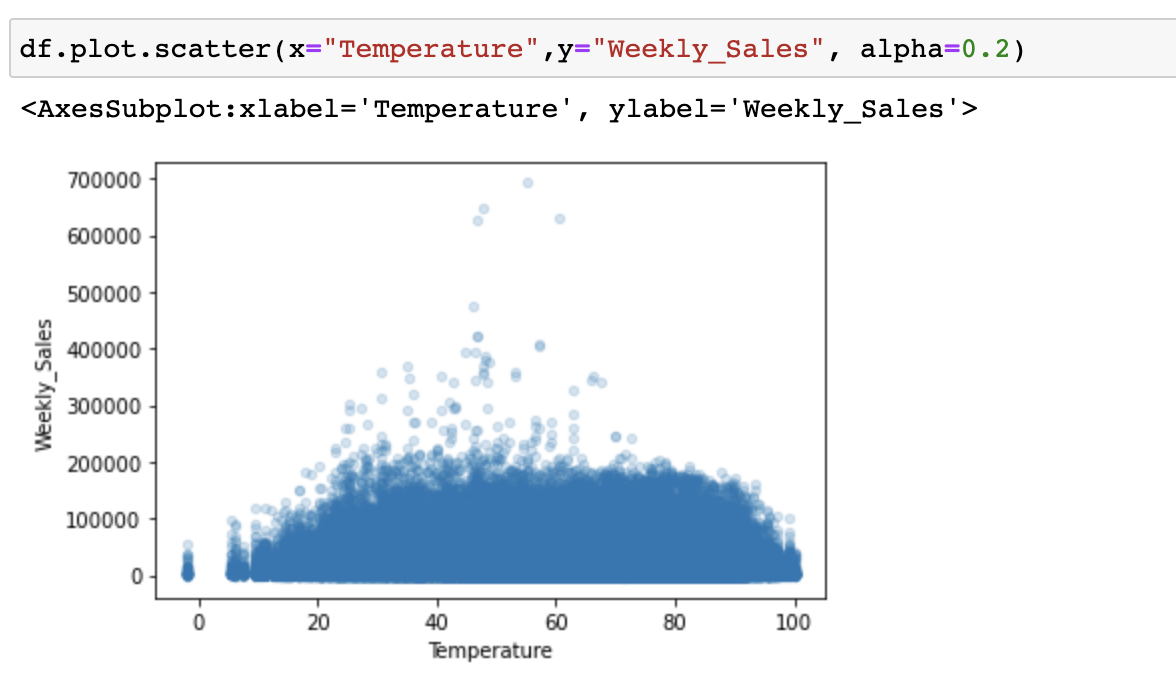 df.plot.scatter(x="Temperature",y="Weekly_Sales", alpha=0.2)
<AxesSubplot:xlabel='Temperature', ylabel='Weekly_Sales'>
700000
600000
500000
400000
300000
200000
100000
0
Weekly_Sales
0 20 40 60 80 100
Temperature